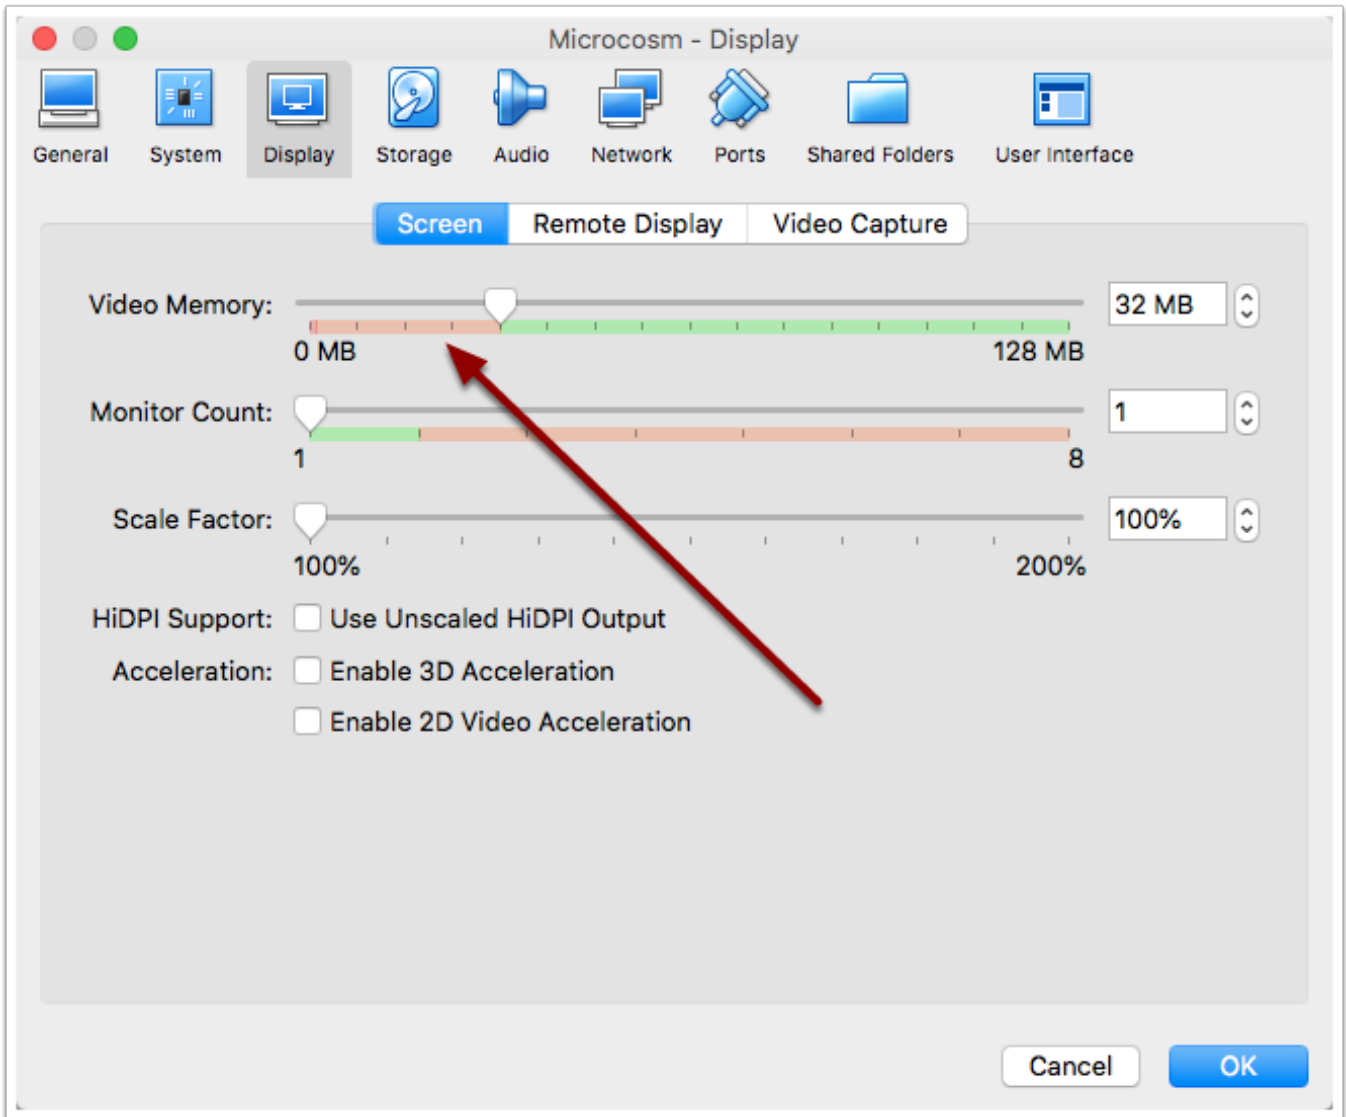 Microcosm - Display
General System Display Storage Audio Network Ports Shared Folders User Interface
Screen Remote Display Video Capture
Video Memory: 32 MB
0 MB 128 MB
Monitor Count: 1
1 8
Scale Factor: 100%
100% 200%
HiDPI Support: Use Unscaled HiDPI Output
Acceleration: Enable 3D Acceleration
Enable 2D Video Acceleration
Cancel OK